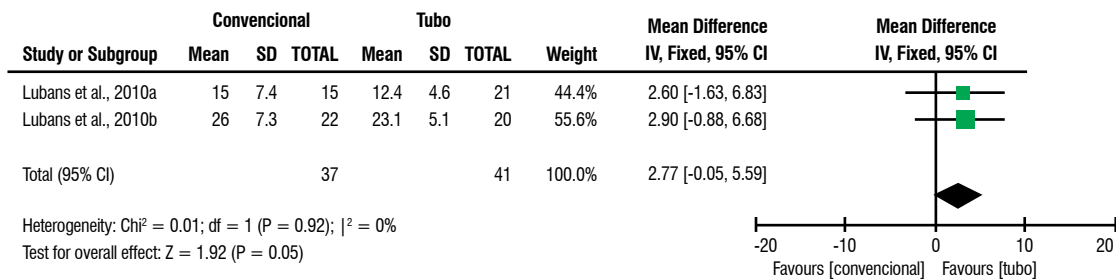 Convencional Tubo Mean Difference Mean Difference
Study or Subgroup Mean SD TOTAL Mean SD TOTAL Weight IV, Fixed, 95% CI IV, Fixed, 95% CI
Lubans et al., 2010a 15 7.4 15 12.4 4.6 21 44.4% 2.60 [-1.63, 6.83]
Lubans et al., 2010b 26 7.3 22 23.1 5.1 20 55.6% 2.90 [-0.88, 6.68]
Total (95% CI) 37 41 100.0% 2.77 [-0.05, 5.59]
Heterogeneity: Chi² = 0.01; df = 1 (P = 0.92); |² = 0%
Test for overall effect: Z = 1.92 (P = 0.05)
-20 -10 0 10 20
Favours [convencional] Favours [tubo]